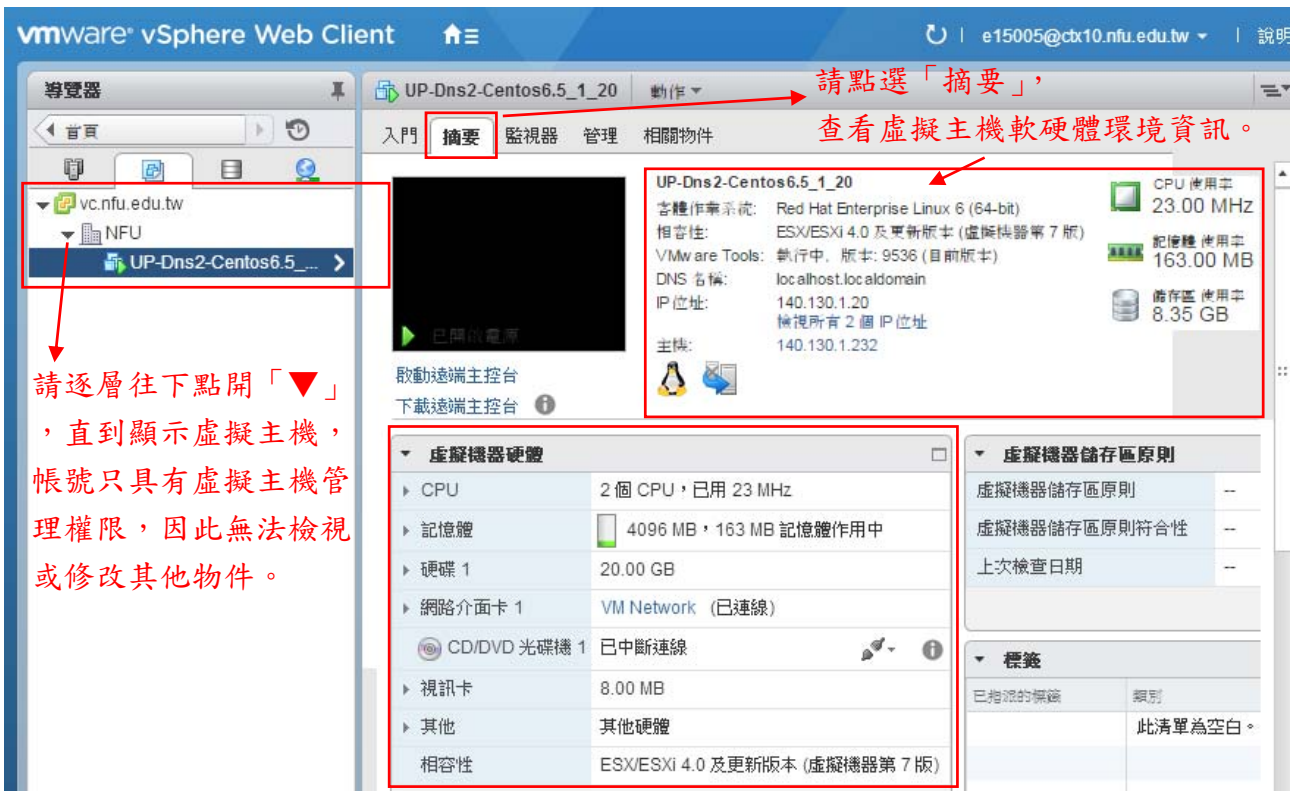 vmware® vSphere Web Client
e15005@ctx10.nfu.edu.tw
說明
導覽器
首頁
vc.nfu.edu.tw
NFU
UP-Dns2-Centos6.5_...
請逐層往下點開「▼」
，直到顯示虛擬主機，
帳號只具有虛擬主機管
理權限，因此無法檢視
或修改其他物件。
UP-Dns2-Centos6.5_1_20 動作
請點選「摘要」，
查看虛擬主機軟硬體環境資訊。
入門 摘要 監視器 管理 相關物件
已開啟電源
啟動遠端主控台
下載遠端主控台
UP-Dns2-Centos6.5_1_20
客體作業系統: Red Hat Enterprise Linux 6 (64-bit)
相容性: ESX/ESXi 4.0 及更新版本 (虛擬機器第 7 版)
VMware Tools: 執行中，版本: 9536 (目前版本)
DNS 名稱: localhost.localdomain
IP 位址: 140.130.1.20
檢視所有 2 個 IP 位址
主機: 140.130.1.232
CPU 使用率
23.00 MHz
記憶體 使用率
163.00 MB
儲存區 使用率
8.35 GB
虛擬機器硬體
CPU 2 個 CPU，已用 23 MHz
記憶體 4096 MB，163 MB 記憶體作用中
硬碟 1 20.00 GB
網路介面卡 1 VM Network (已連線)
CD/DVD 光碟機 1 已中斷連線
視訊卡 8.00 MB
其他 其他硬體
相容性 ESX/ESXi 4.0 及更新版本 (虛擬機器第 7 版)
虛擬機器儲存區原則
虛擬機器儲存區原則 --
虛擬機器儲存區原則符合性 --
上次檢查日期 --
標籤
已指派的標籤 類別
此清單為空白。